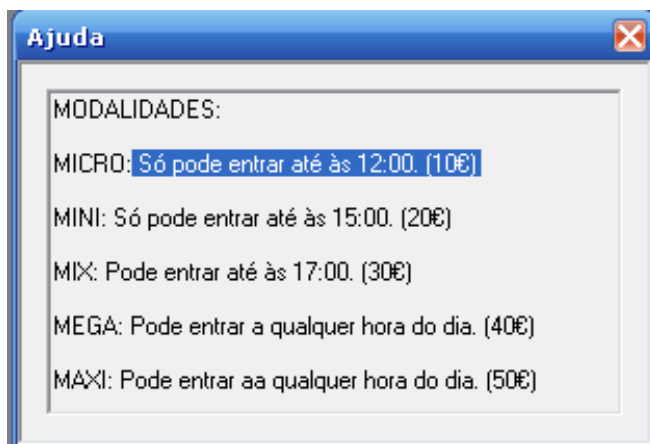 Ajuda
MODALIDADES:
MICRO: Só pode entrar até às 12:00. (10€)
MINI: Só pode entrar até às 15:00. (20€)
MIX: Pode entrar até às 17:00. (30€)
MEGA: Pode entrar a qualquer hora do dia. (40€)
MAXI: Pode entrar aa qualquer hora do dia. (50€)